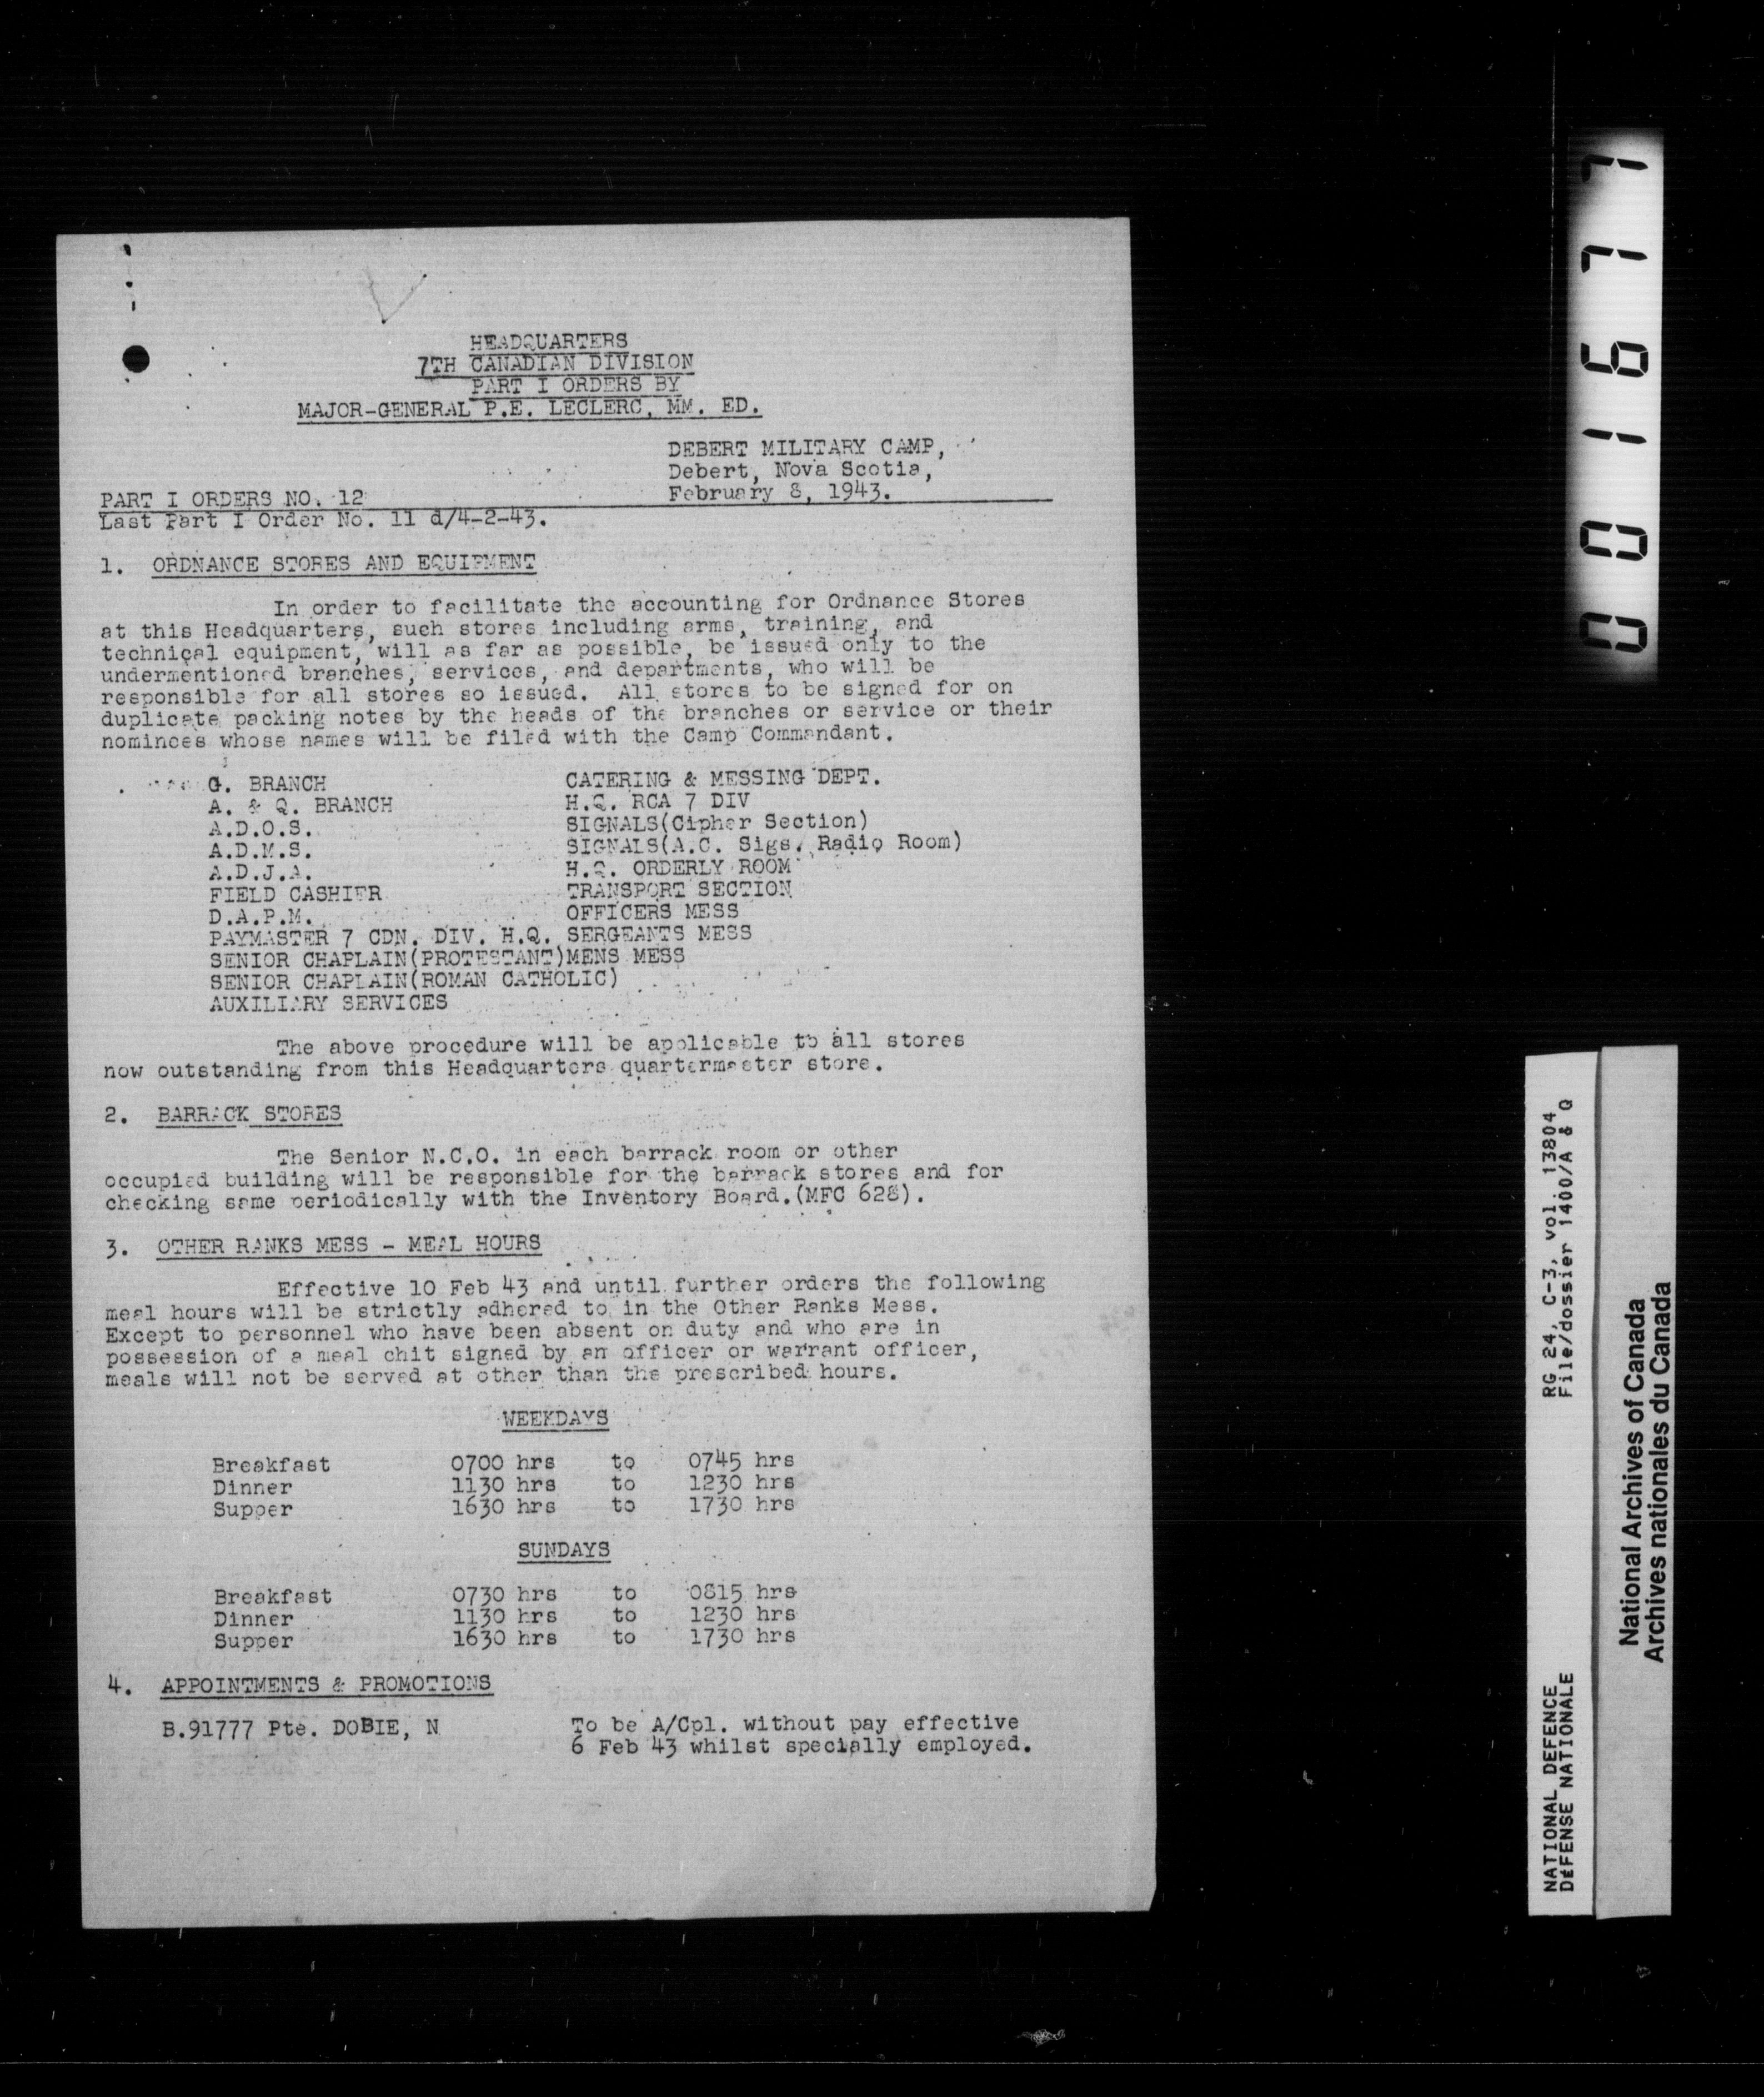 HEADQUARTERS
7TH CANADIAN DIVISION
PART I ORDERS BY
MAJOR-GENERAL P.E. LECLERC, MM. ED.
DEBERT MILITARY CAMP,
Debert, Nova Scotia,
February 8, 1943.
PART I ORDERS NO. 12
Last Part I Order No. 11 d/4-2-43.
1. ORDNANCE STORES AND EQUIPMENT
In order to facilitate the accounting for Ordnance Stores
at this Headquarters, such stores including arms, training, and
technical equipment, will as far as possible, be issued only to the
undermentioned branches, services, and departments, who will be
responsible for all stores so issued. All stores to be signed for on
duplicate packing notes by the heads of the branches or service or their
nominees whose names will be filed with the Camp Commandant.
G. BRANCH CATERING & MESSING DEPT.
A. & Q. BRANCH H.Q. RCA 7 DIV
A.D.O.S. SIGNALS(Cipher Section)
A.D.M.S. SIGNALS(A.C. Sigs. Radio Room)
A.D.J.A. H.Q. ORDERLY ROOM
FIELD CASHIER TRANSPORT SECTION
D.A.P.M. OFFICERS MESS
PAYMASTER 7 CDN. DIV. H.Q. SERGEANTS MESS
SENIOR CHAPLAIN(PROTESTANT)MENS MESS
SENIOR CHAPLAIN(ROMAN CATHOLIC)
AUXILIARY SERVICES
The above procedure will be applicable to all stores
now outstanding from this Headquarters quartermaster store.
2. BARRACK STORES
The Senior N.C.O. in each barrack room or other
occupied building will be responsible for the barrack stores and for
checking same periodically with the Inventory Board.(MFC 628).
3. OTHER RANKS MESS - MEAL HOURS
Effective 10 Feb 43 and until further orders the following
meal hours will be strictly adhered to in the Other Ranks Mess.
Except to personnel who have been absent on duty and who are in
possession of a meal chit signed by an officer or warrant officer,
meals will not be served at other than the prescribed hours.
WEEKDAYS
Breakfast 0700 hrs to 0745 hrs
Dinner 1130 hrs to 1230 hrs
Supper 1630 hrs to 1730 hrs
SUNDAYS
Breakfast 0730 hrs to 0815 hrs
Dinner 1130 hrs to 1230 hrs
Supper 1630 hrs to 1730 hrs
4. APPOINTMENTS & PROMOTIONS
B.91777 Pte. DOBIE, N To be A/Cpl. without pay effective
6 Feb 43 whilst specially employed.
001677
NATIONAL DEFENCE RG 24, C-3, vol. 13804
DÉFENSE NATIONALE File/dossier 1400/A & Q
National Archives of Canada
Archives nationales du Canada